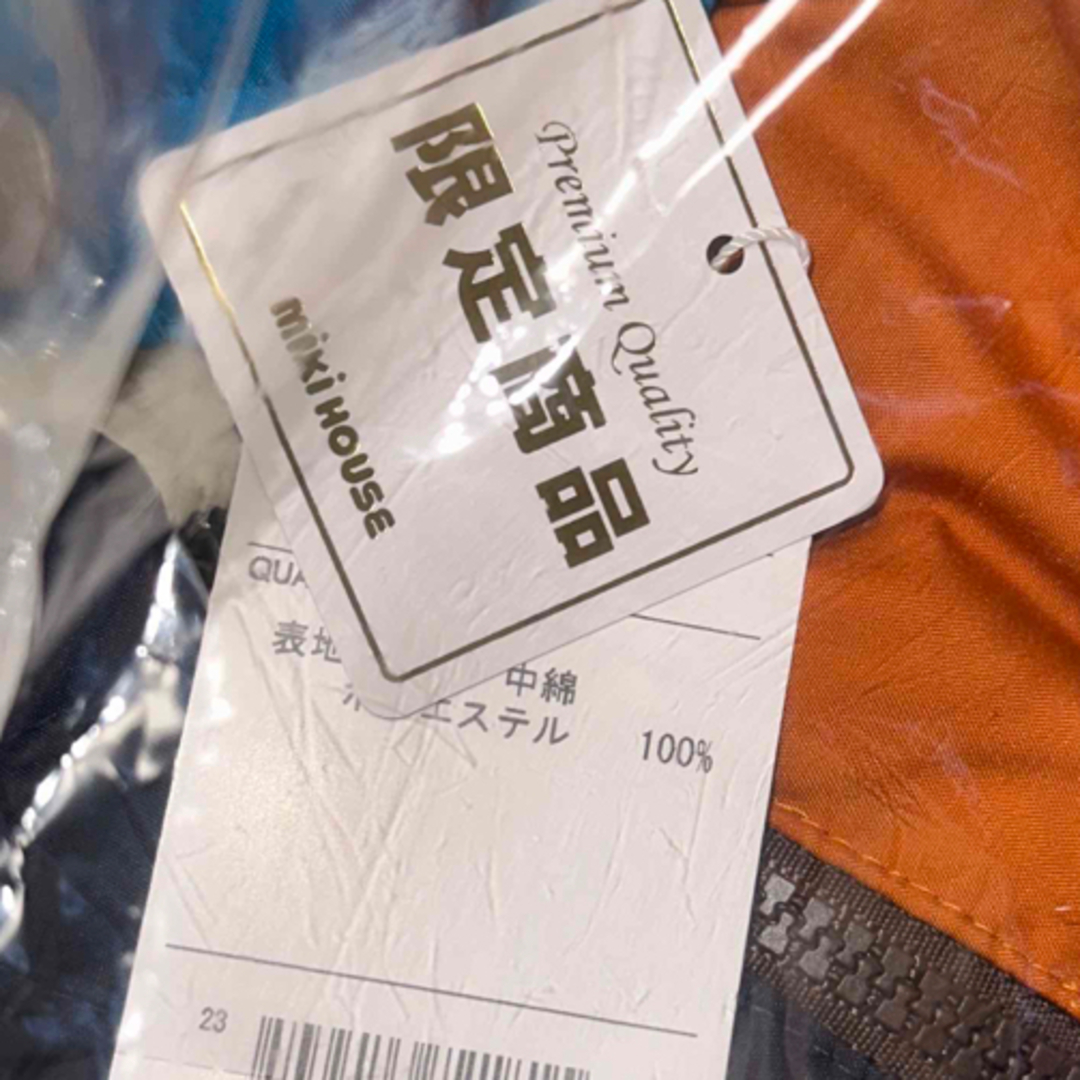 Premium Quality
限定商品
miki HOUSE
QUA
表地 中綿
エステル 100%
23